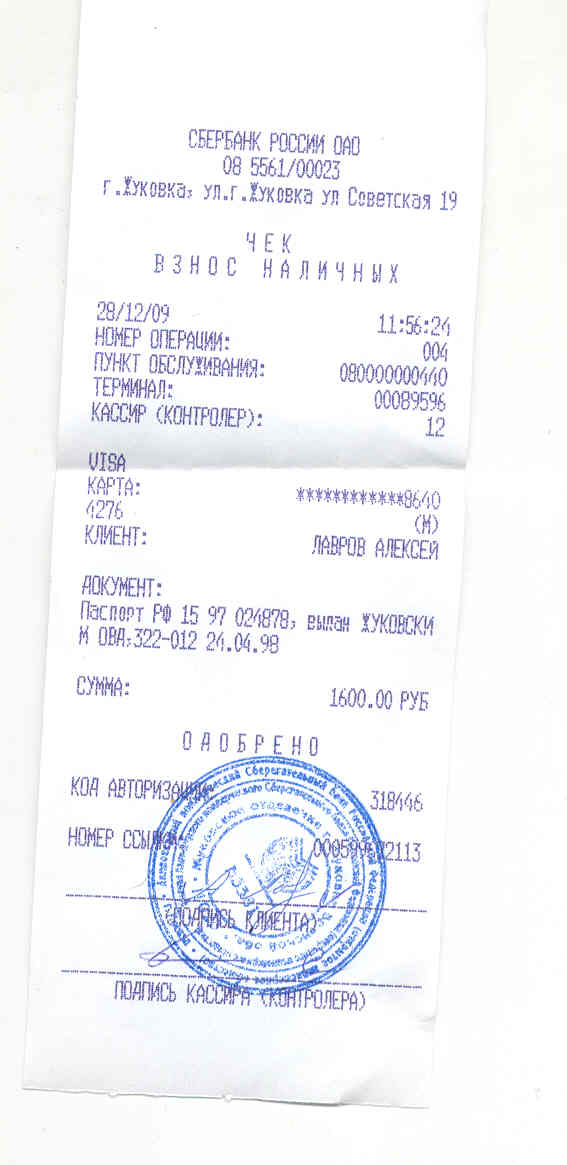 СБЕРБАНК РОССИИ ОАО
08 5561/00023
г.Жуковка, ул.г.Жуковка ул Советская 19
ЧЕК
ВЗНОС НАЛИЧНЫХ
28/12/09 11:56:24
НОМЕР ОПЕРАЦИИ: 004
ПУНКТ ОБСЛУЖИВАНИЯ: 080000000440
ТЕРМИНАЛ: 00089596
КАССИР (КОНТРОЛЕР): 12
VISA
КАРТА: ************8640
4276 (M)
КЛИЕНТ: ЛАВРОВ АЛЕКСЕЙ
ДОКУМЕНТ:
Паспорт РФ 15 97 024878, выдан ЖУКОВСКИ
М ОВД,322-012 24.04.98
СУММА: 1600.00 РУБ
ОДОБРЕНО
КОД АВТОРИЗАЦИИ: 318446
НОМЕР ССЫЛКИ:
(ПОДПИСЬ КЛИЕНТА)
ПОДПИСЬ КАССИРА (КОНТРОЛЕРА)